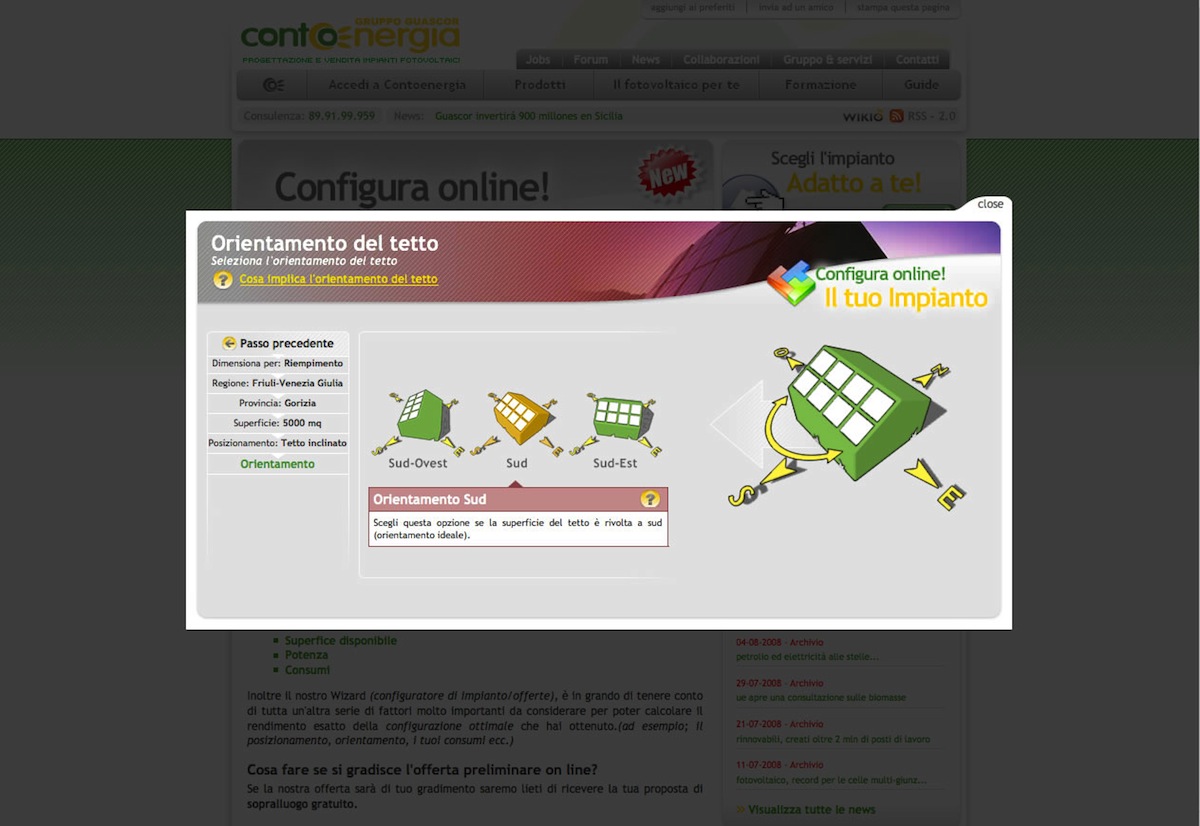 aggiungi ai preferiti
invia ad un amico
stampa questa pagina
GRUPPO GUASCOR
contoenergia
PROGETTAZIONE E VENDITA IMPIANTI FOTOVOLTAICI
Jobs
Forum
News
Collaborazioni
Gruppo & servizi
Contatti
Accedi a Contoenergia
Prodotti
Il fotovoltaico per te
Formazione
Guide
Consulenza: 89.91.99.959
News: Guascor invertirá 900 millones en Sicilia
WIKIO
RSS - 2.0
Configura online!
New
Scegli l'impianto
Adatto a te!
close
Orientamento del tetto
Seleziona l'orientamento del tetto
? Cosa implica l'orientamento del tetto
Configura online!
Il tuo Impianto
Passo precedente
Dimensiona per: Riempimento
Regione: Friuli-Venezia Giulia
Provincia: Gorizia
Superficie: 5000 mq
Posizionamento: Tetto inclinato
Orientamento
Sud-Ovest
Sud
Sud-Est
Orientamento Sud ?
Scegli questa opzione se la superficie del tetto è rivolta a sud
(orientamento ideale).
O
N
S
E
Superfice disponibile
Potenza
Consumi
Inoltre il nostro Wizard (configuratore di Impianto/offerte), è in grando di tenere conto
di tutta un'altra serie di fattori molto importanti da considerare per poter calcolare il
rendimento esatto della configurazione ottimale che hai ottenuto.(ad esempio; il
posizionamento, orientamento, i tuoi consumi ecc.)
Cosa fare se si gradisce l'offerta preliminare on line?
Se la nostra offerta sarà di tuo gradimento saremo lieti di ricevere la tua proposta di
sopralluogo gratuito.
04-08-2008 - Archivio
petrolio ed elettricità alle stelle...
29-07-2008 - Archivio
ue apre una consultazione sulle biomasse
21-07-2008 - Archivio
rinnovabili, creati oltre 2 mln di posti di lavoro
11-07-2008 - Archivio
fotovoltaico, record per le celle multi-giunz...
» Visualizza tutte le news